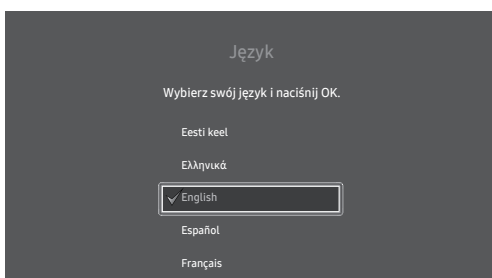 Język
Wybierz swój język i naciśnij OK.
Eesti keel
Ελληνικά
English
Español
Français